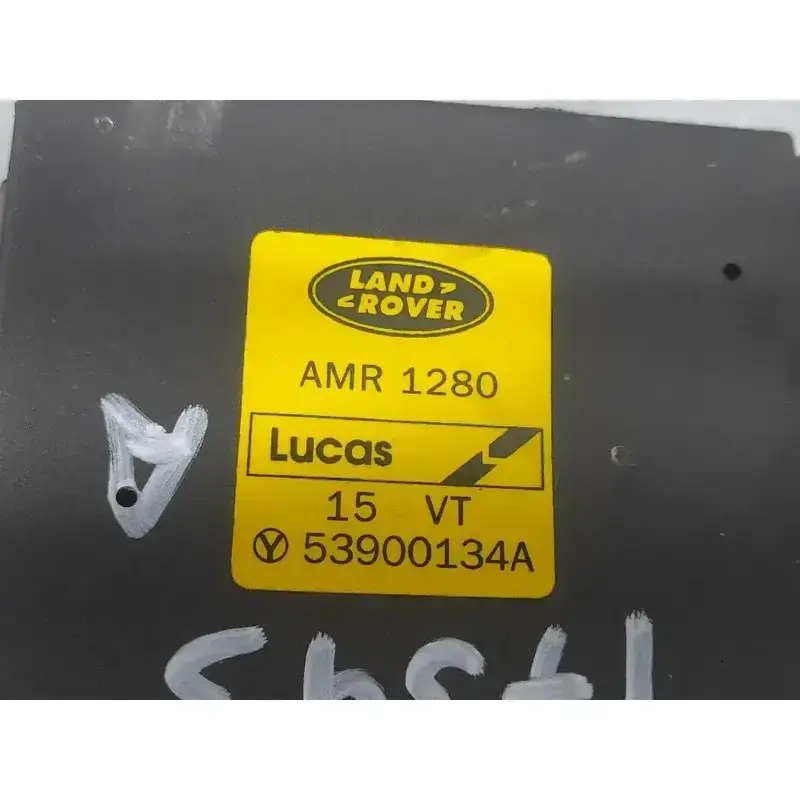 LAND
ROVER
AMR 1280
Lucas
15 VT
Y 53900134A
A